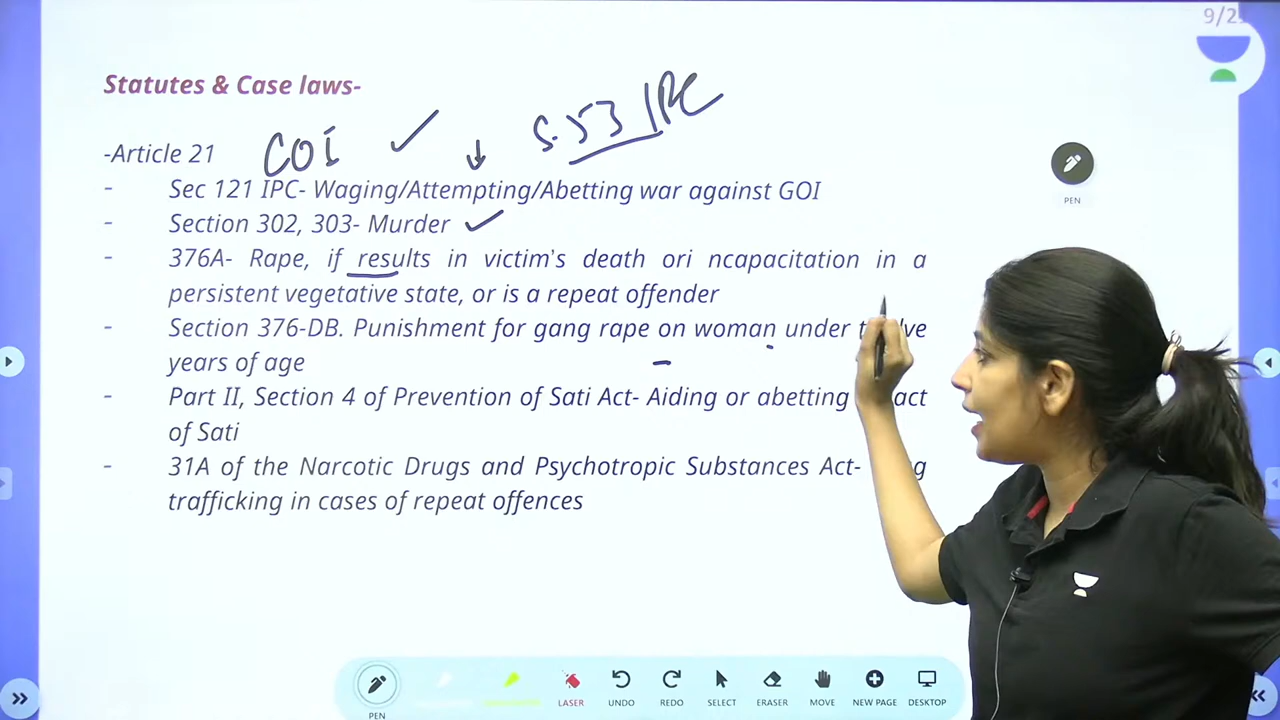 9/2
Statutes & Case laws-
S.53 IPC
-Article 21 COI
- Sec 121 IPC- Waging/Attempting/Abetting war against GOI
- Section 302, 303- Murder
- 376A- Rape, if results in victim's death ori ncapacitation in a
persistent vegetative state, or is a repeat offender
- Section 376-DB. Punishment for gang rape on woman under twelve
years of age
- Part II, Section 4 of Prevention of Sati Act- Aiding or abetting act
of Sati
- 31A of the Narcotic Drugs and Psychotropic Substances Act-
trafficking in cases of repeat offences
PEN
PEN
LASER
UNDO
REDO
SELECT
ERASER
MOVE
NEW PAGE
DESKTOP